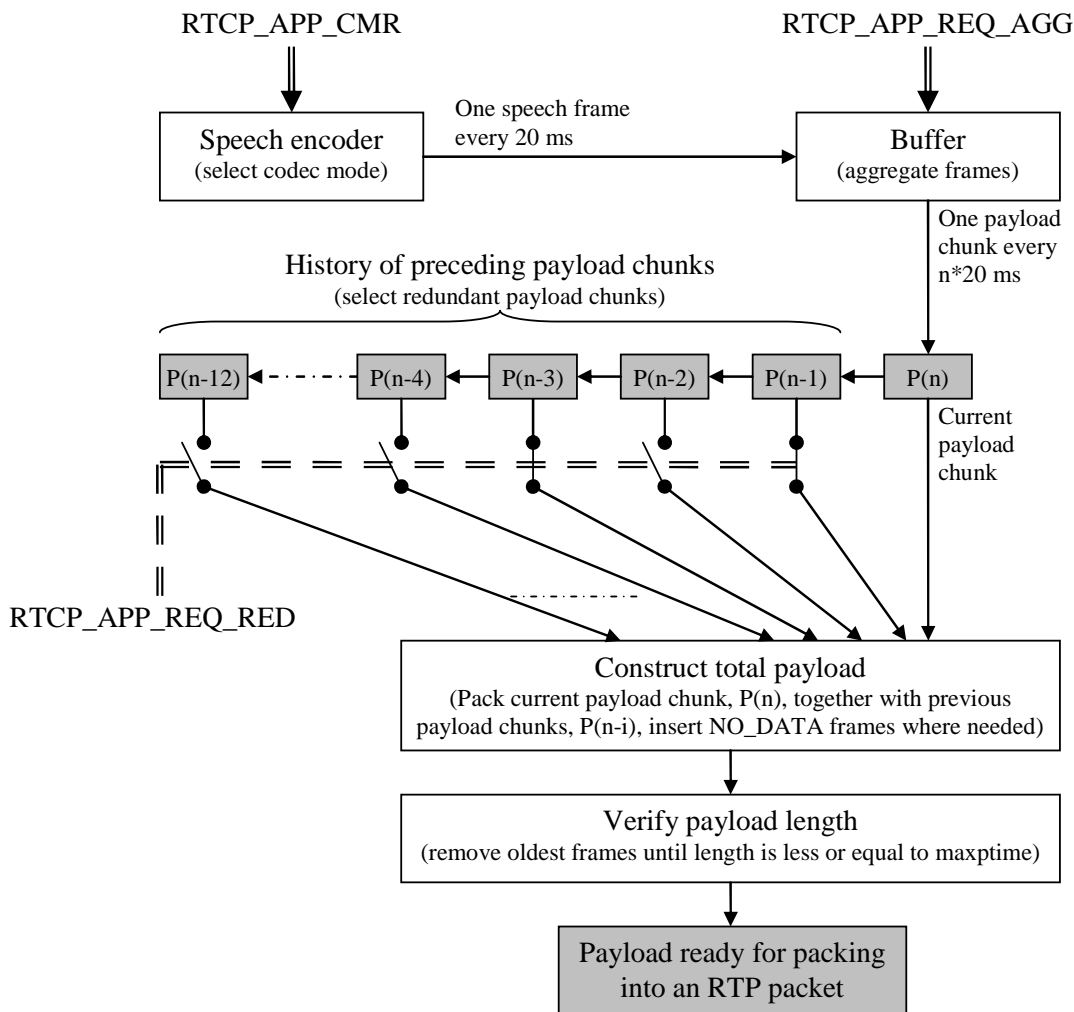 RTCP_APP_CMR
RTCP_APP_REQ_AGG
Speech encoder
(select codec mode)
One speech frame
every 20 ms
Buffer
(aggregate frames)
One payload
chunk every
n*20 ms
History of preceding payload chunks
(select redundant payload chunks)
P(n-12)
P(n-4)
P(n-3)
P(n-2)
P(n-1)
P(n)
Current
payload
chunk
RTCP_APP_REQ_RED
Construct total payload
(Pack current payload chunk, P(n), together with previous
payload chunks, P(n-i), insert NO_DATA frames where needed)
Verify payload length
(remove oldest frames until length is less or equal to maxptime)
Payload ready for packing
into an RTP packet